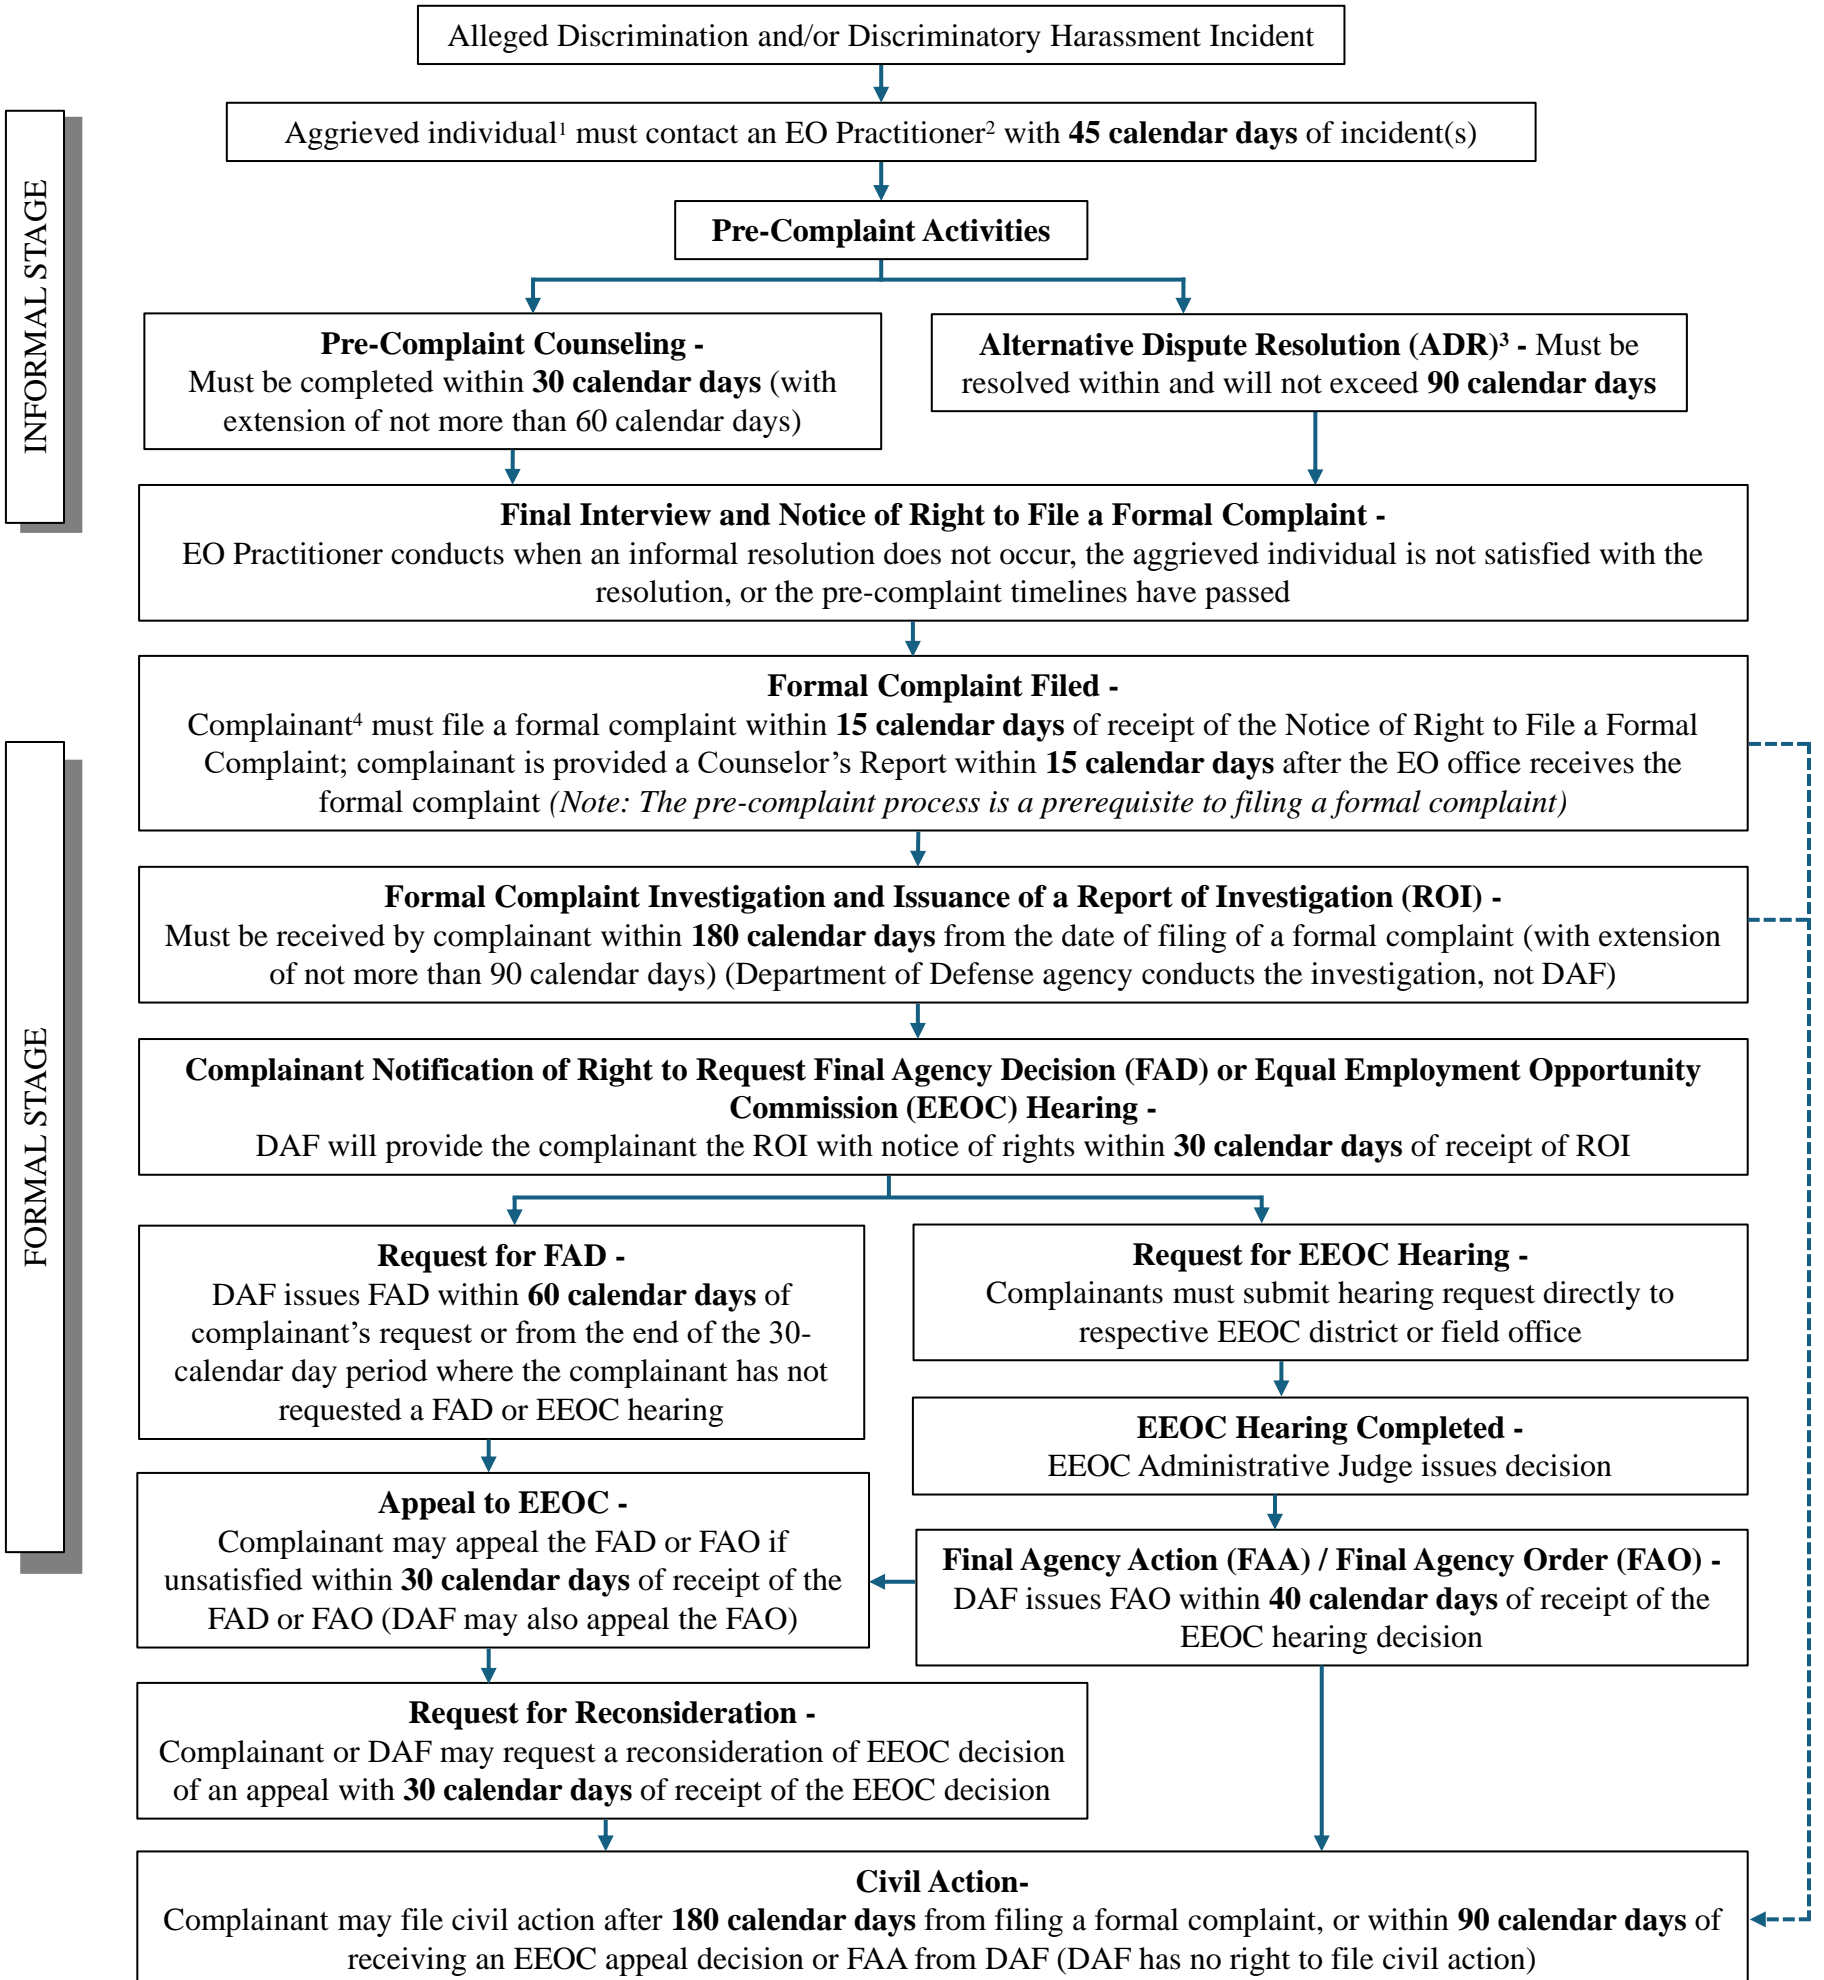 Alleged Discrimination and/or Discriminatory Harassment Incident
INFORMAL STAGE
Aggrieved individual¹ must contact an EO Practitioner² with 45 calendar days of incident(s)
Pre-Complaint Activities
Pre-Complaint Counseling -
Must be completed within 30 calendar days (with
extension of not more than 60 calendar days)
Alternative Dispute Resolution (ADR)³ - Must be
resolved within and will not exceed 90 calendar days
Final Interview and Notice of Right to File a Formal Complaint -
EO Practitioner conducts when an informal resolution does not occur, the aggrieved individual is not satisfied with the
resolution, or the pre-complaint timelines have passed
FORMAL STAGE
Formal Complaint Filed -
Complainant⁴ must file a formal complaint within 15 calendar days of receipt of the Notice of Right to File a Formal
Complaint; complainant is provided a Counselor’s Report within 15 calendar days after the EO office receives the
formal complaint (Note: The pre-complaint process is a prerequisite to filing a formal complaint)
Formal Complaint Investigation and Issuance of a Report of Investigation (ROI) -
Must be received by complainant within 180 calendar days from the date of filing of a formal complaint (with extension
of not more than 90 calendar days) (Department of Defense agency conducts the investigation, not DAF)
Complainant Notification of Right to Request Final Agency Decision (FAD) or Equal Employment Opportunity
Commission (EEOC) Hearing -
DAF will provide the complainant the ROI with notice of rights within 30 calendar days of receipt of ROI
Request for FAD -
DAF issues FAD within 60 calendar days of
complainant’s request or from the end of the 30-
calendar day period where the complainant has not
requested a FAD or EEOC hearing
Request for EEOC Hearing -
Complainants must submit hearing request directly to
respective EEOC district or field office
EEOC Hearing Completed -
EEOC Administrative Judge issues decision
Appeal to EEOC -
Complainant may appeal the FAD or FAO if
unsatisfied within 30 calendar days of receipt of the
FAD or FAO (DAF may also appeal the FAO)
Final Agency Action (FAA) / Final Agency Order (FAO) -
DAF issues FAO within 40 calendar days of receipt of the
EEOC hearing decision
Request for Reconsideration -
Complainant or DAF may request a reconsideration of EEOC decision
of an appeal with 30 calendar days of receipt of the EEOC decision
Civil Action-
Complainant may file civil action after 180 calendar days from filing a formal complaint, or within 90 calendar days of
receiving an EEOC appeal decision or FAA from DAF (DAF has no right to file civil action)